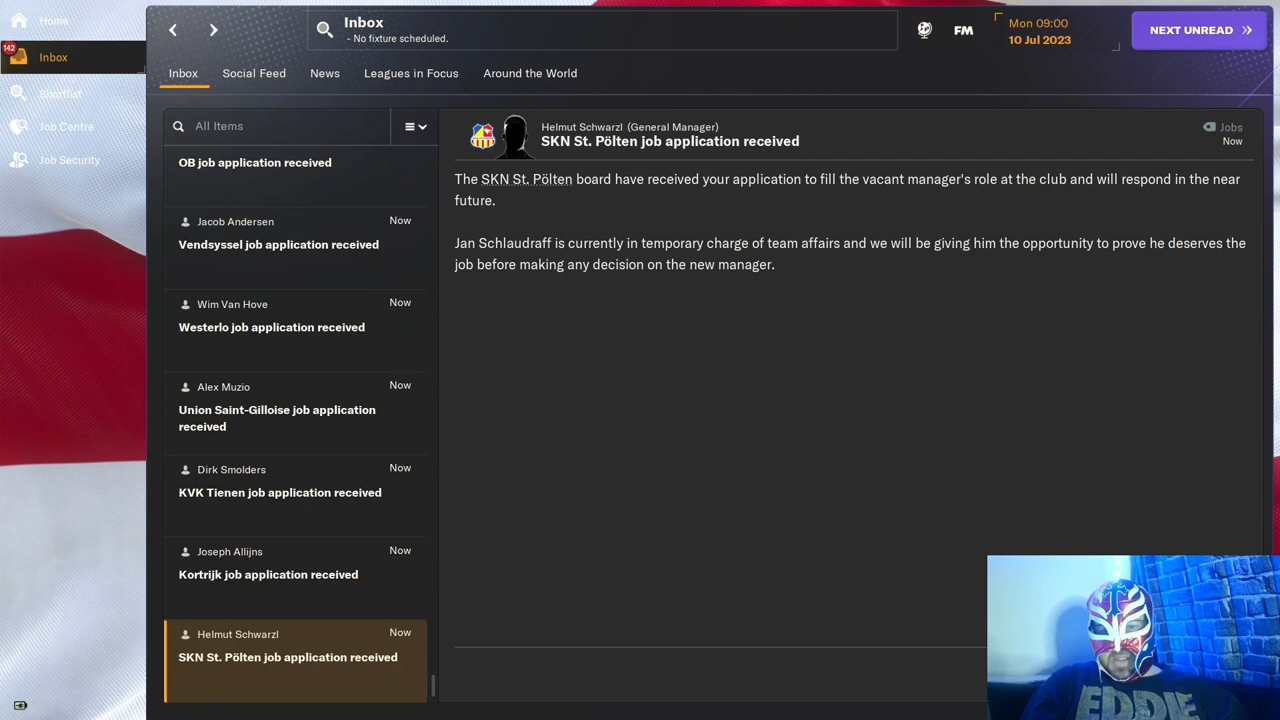 Home
142
Inbox
Shortlist
Job Centre
Job Security
Inbox
- No fixture scheduled.
FM
Mon 09:00
10 Jul 2023
NEXT UNREAD
Inbox
Social Feed
News
Leagues in Focus
Around the World
All Items
OB job application received
Jacob Andersen
Now
Vendsyssel job application received
Wim Van Hove
Now
Westerlo job application received
Alex Muzio
Now
Union Saint-Gilloise job application
received
Dirk Smolders
Now
KVK Tienen job application received
Joseph Allijns
Now
Kortrijk job application received
Helmut Schwarzl
Now
SKN St. Pölten job application received
Helmut Schwarzl (General Manager)
SKN St. Pölten job application received
Jobs
Now
The SKN St. Pölten board have received your application to fill the vacant manager's role at the club and will respond in the near
future.
Jan Schlaudraff is currently in temporary charge of team affairs and we will be giving him the opportunity to prove he deserves the
job before making any decision on the new manager.
EDDIE